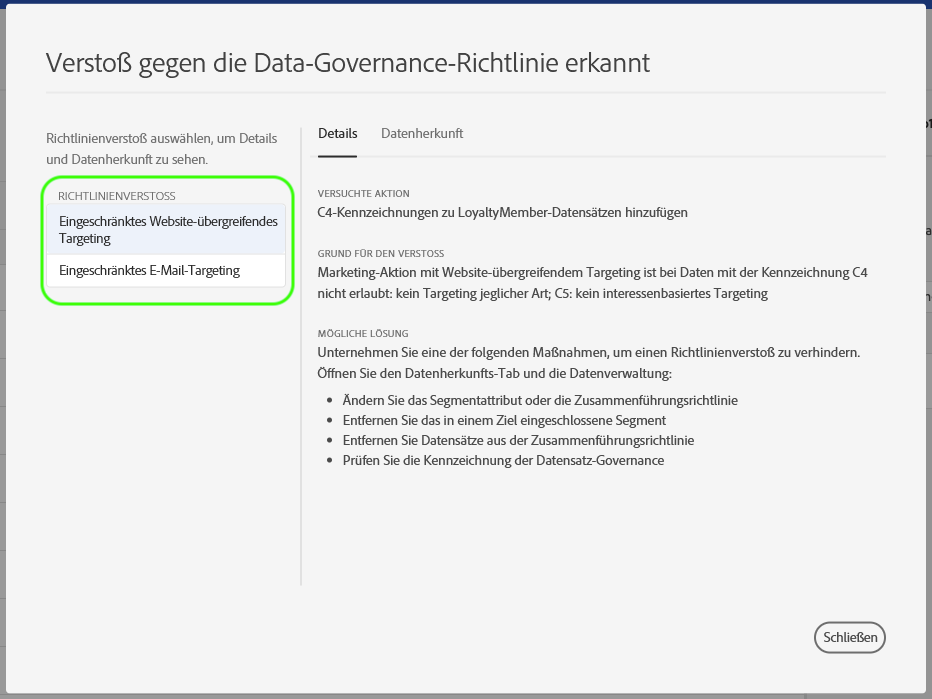 Verstoß gegen die Data-Governance-Richtlinie erkannt
Richtlinienverstoß auswählen, um Details
und Datenherkunft zu sehen.
RICHTLINIENVERSTOSS
Eingeschränktes Website-übergreifendes
Targeting
Eingeschränktes E-Mail-Targeting
Details
Datenherkunft
VERSUCHTE AKTION
C4-Kennzeichnungen zu LoyaltyMember-Datensätzen hinzufügen
GRUND FÜR DEN VERSTOSS
Marketing-Aktion mit Website-übergreifendem Targeting ist bei Daten mit der Kennzeichnung C4
nicht erlaubt: kein Targeting jeglicher Art; C5: kein interessenbasiertes Targeting
MÖGLICHE LÖSUNG
Unternehmen Sie eine der folgenden Maßnahmen, um einen Richtlinienverstoß zu verhindern.
Öffnen Sie den Datenherkunfts-Tab und die Datenverwaltung:
• Ändern Sie das Segmentattribut oder die Zusammenführungsrichtlinie
• Entfernen Sie das in einem Ziel eingeschlossene Segment
• Entfernen Sie Datensätze aus der Zusammenführungsrichtlinie
• Prüfen Sie die Kennzeichnung der Datensatz-Governance
Schließen